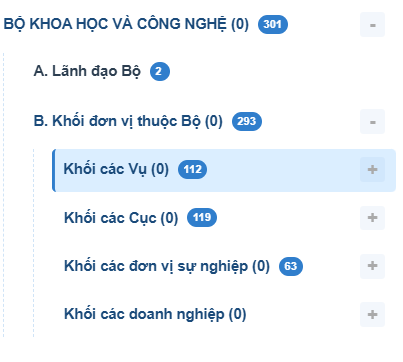 BỘ KHOA HỌC VÀ CÔNG NGHỆ (0) 301 -
A. Lãnh đạo Bộ 2
B. Khối đơn vị thuộc Bộ (0) 293 -
Khối các Vụ (0) 112 +
Khối các Cục (0) 119 +
Khối các đơn vị sự nghiệp (0) 63 +
Khối các doanh nghiệp (0) +